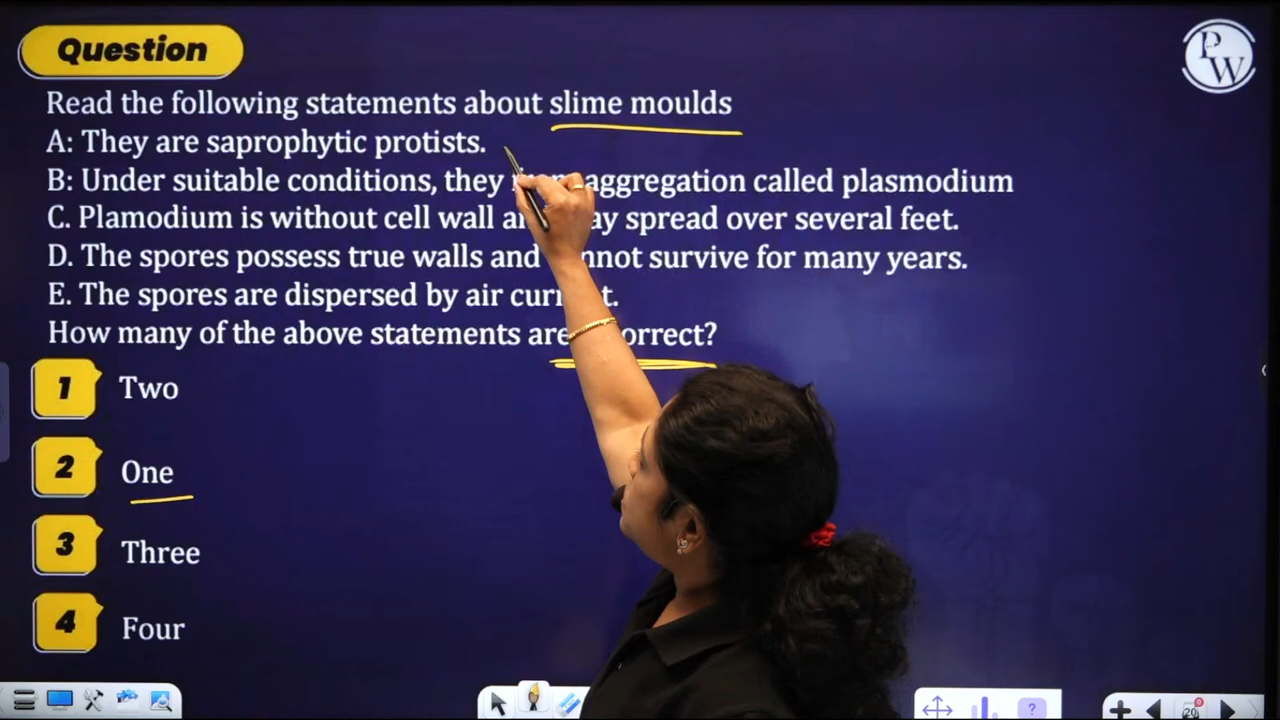 Question
PW
Read the following statements about slime moulds
A: They are saprophytic protists.
B: Under suitable conditions, they aggregation called plasmodium
C. Plamodium is without cell wall spread over several feet.
D. The spores possess true walls and survive for many years.
E. The spores are dispersed by air
How many of the above statements are
1 Two
2 One
3 Three
4 Four
20